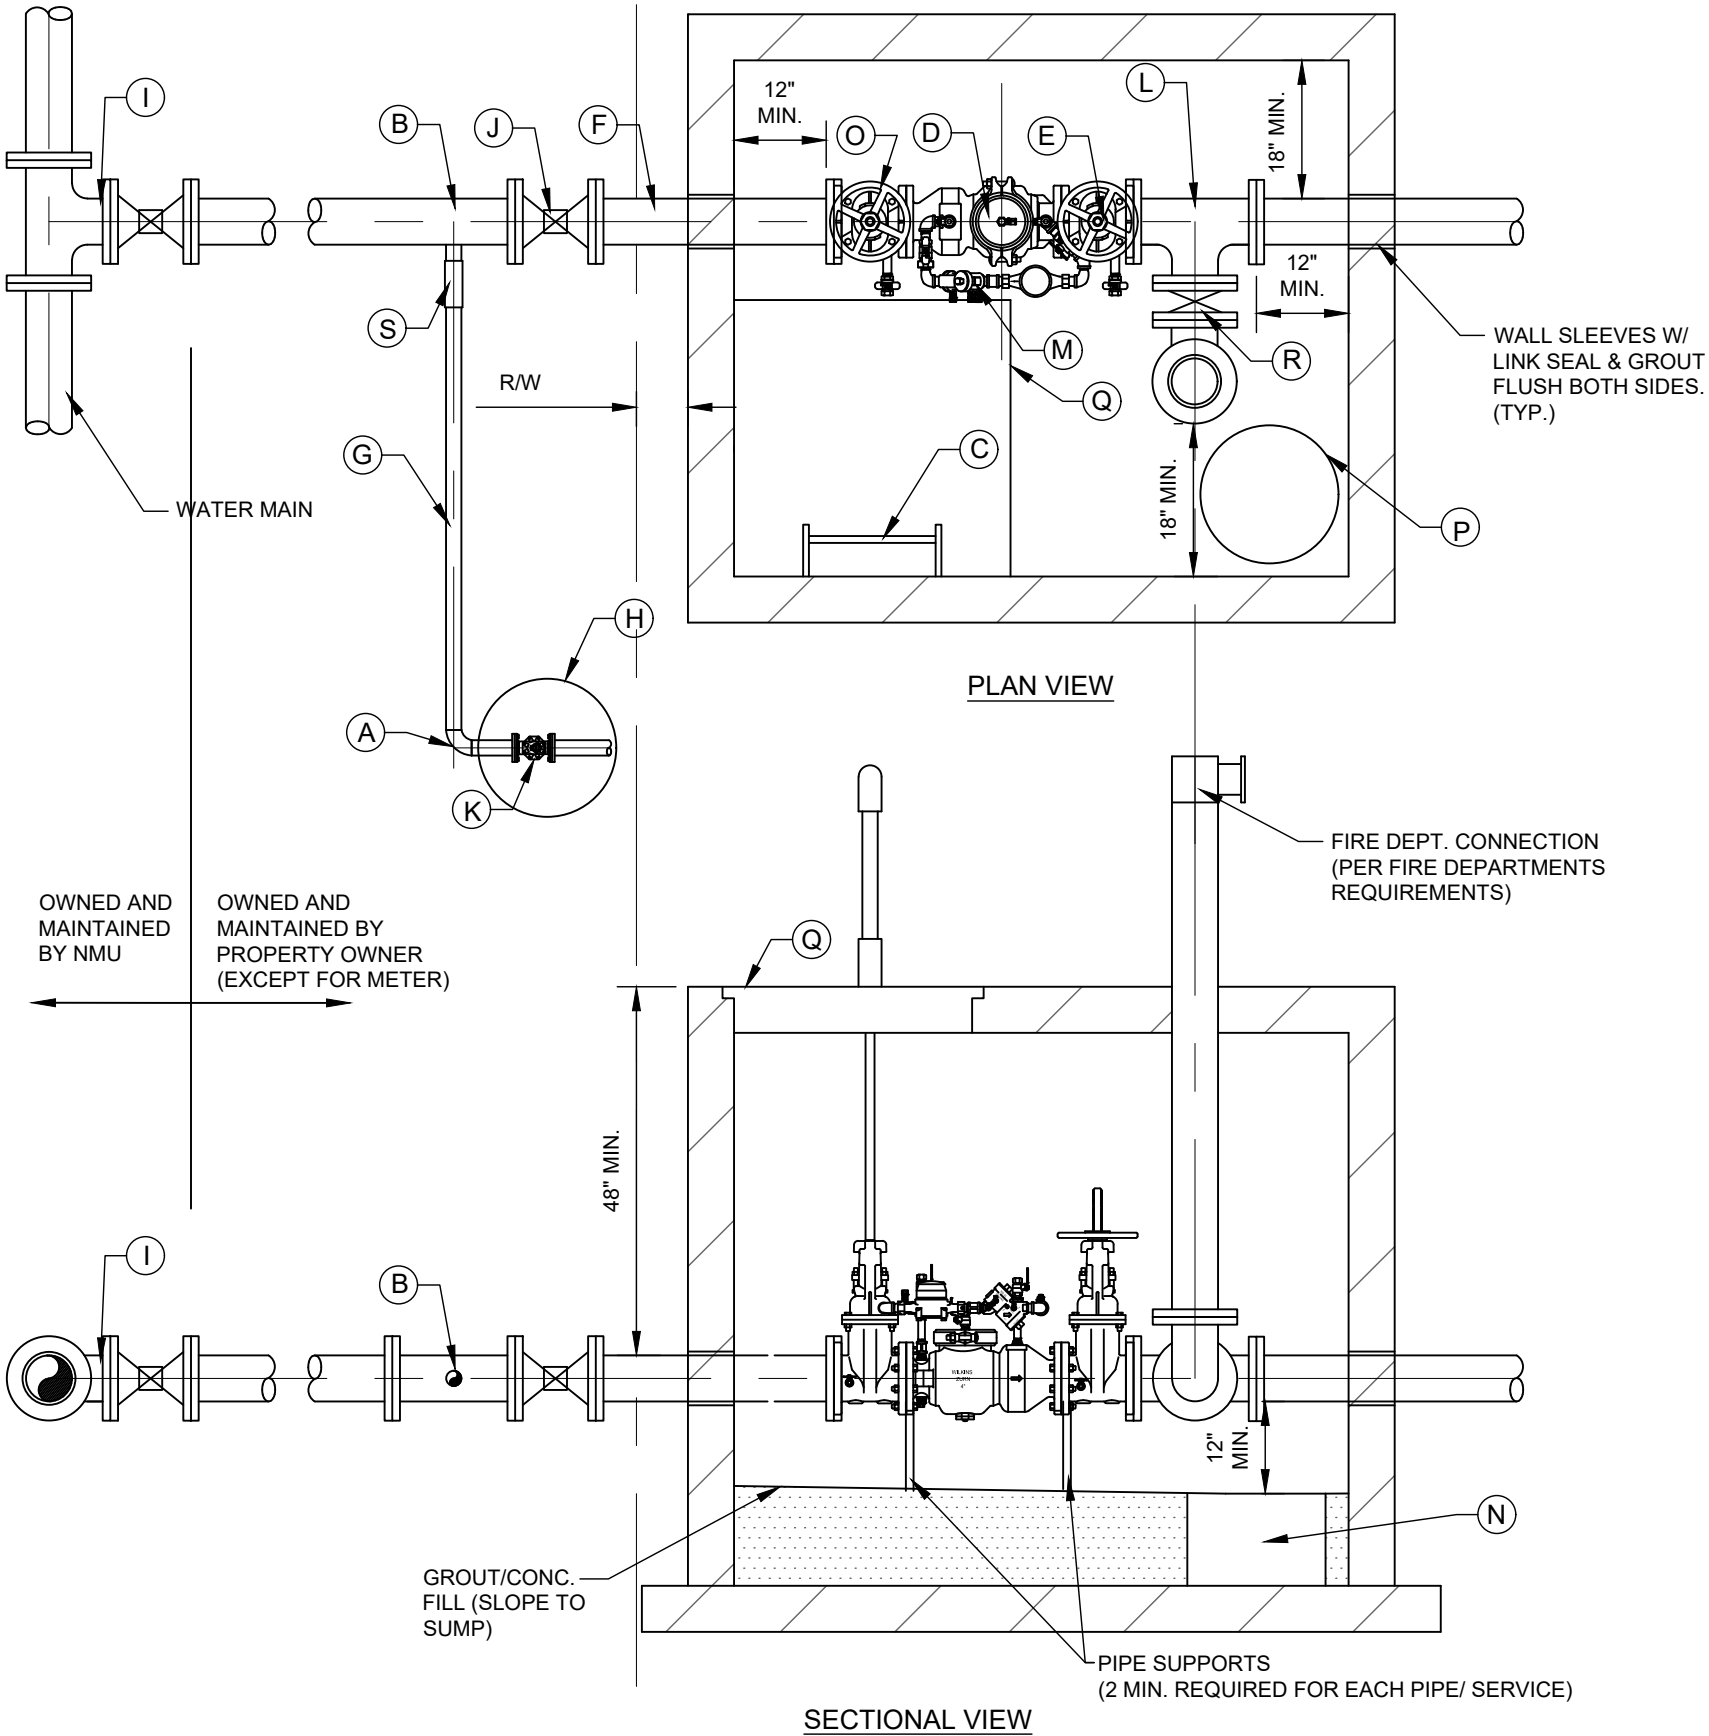 I
B
J
F
12"
MIN.
O
D
E
L
18" MIN.
S
R/W
M
Q
R
12"
MIN.
WALL SLEEVES W/
LINK SEAL & GROUT
FLUSH BOTH SIDES.
(TYP.)
G
WATER MAIN
C
18" MIN.
P
H
A
K
PLAN VIEW
FIRE DEPT. CONNECTION
(PER FIRE DEPARTMENTS
REQUIREMENTS)
OWNED AND
MAINTAINED
BY NMU
OWNED AND
MAINTAINED BY
PROPERTY OWNER
(EXCEPT FOR METER)
Q
48" MIN.
I
B
WILKINS
ZURN
4"
12"
MIN.
N
GROUT/CONC.
FILL (SLOPE TO
SUMP)
PIPE SUPPORTS
(2 MIN. REQUIRED FOR EACH PIPE/ SERVICE)
SECTIONAL VIEW